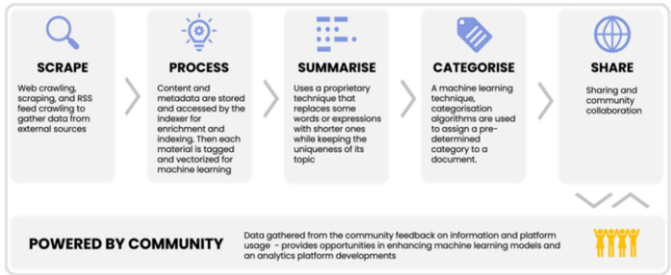 SCRAPE
Web crawling,
scraping, and RSS
feed crawling to
gather data from
external sources
PROCESS
Content and
metadata are stored
and accessed by the
indexer for
enrichment and
indexing. Then each
material is tagged
and vectorized for
machine learning
SUMMARISE
Uses a proprietary
technique that
replaces some
words or expressions
with shorter ones
while keeping the
uniqueness of its
topic
CATEGORISE
A machine learning
technique,
categorisation
algorithms are used
to assign a pre-
determined
category to a
document.
SHARE
Sharing and
community
collaboration
POWERED BY COMMUNITY
Data gathered from the community feedback on information and platform
usage - provides opportunities in enhancing machine learning models and
an analytics platform developments